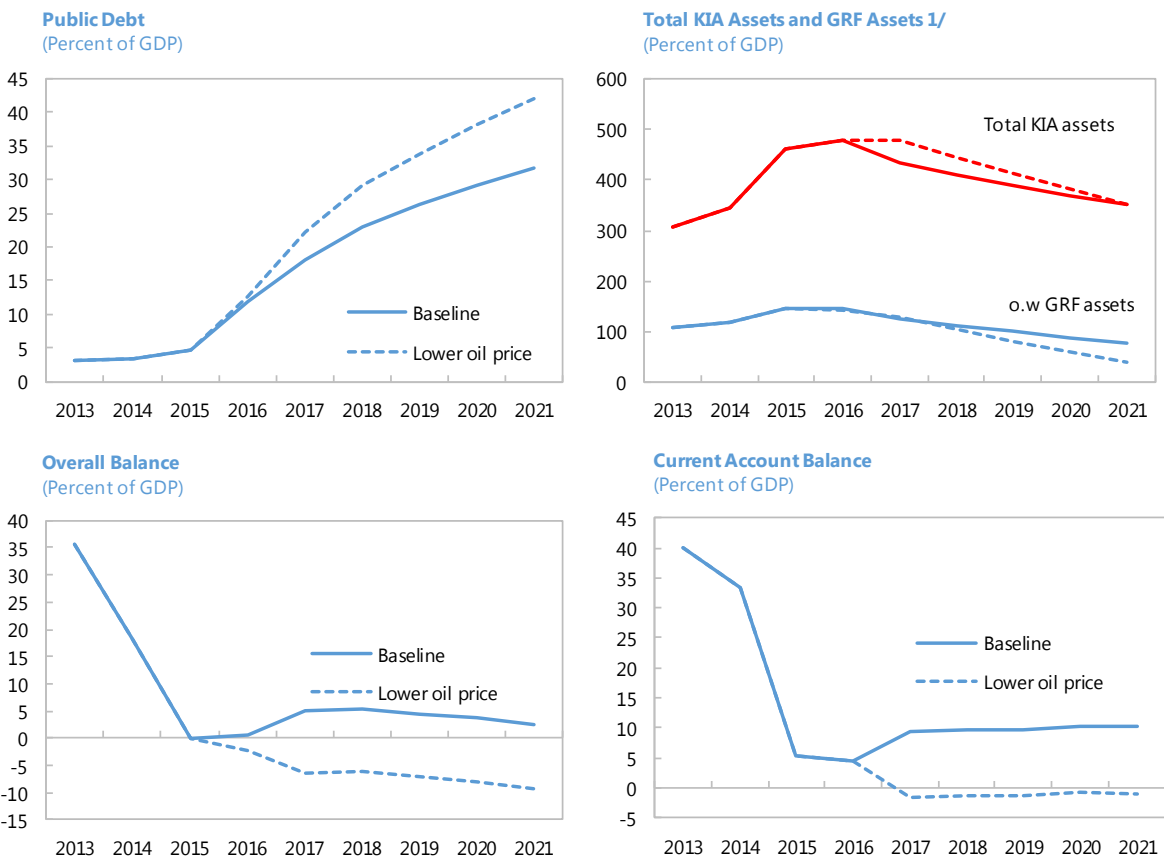 Public Debt
(Percent of GDP)
45
40
35
30
25
20
15
10
5
0
Baseline
Lower oil price
2013 2014 2015 2016 2017 2018 2019 2020 2021
Total KIA Assets and GRF Assets 1/
(Percent of GDP)
600
500
400
300
200
100
0
Total KIA assets
o.w GRF assets
2013 2014 2015 2016 2017 2018 2019 2020 2021
Overall Balance
(Percent of GDP)
40
35
30
25
20
15
10
5
0
-5
-10
-15
Baseline
Lower oil price
2013 2014 2015 2016 2017 2018 2019 2020 2021
Current Account Balance
(Percent of GDP)
45
40
35
30
25
20
15
10
5
0
-5
Baseline
Lower oil price
2013 2014 2015 2016 2017 2018 2019 2020 2021